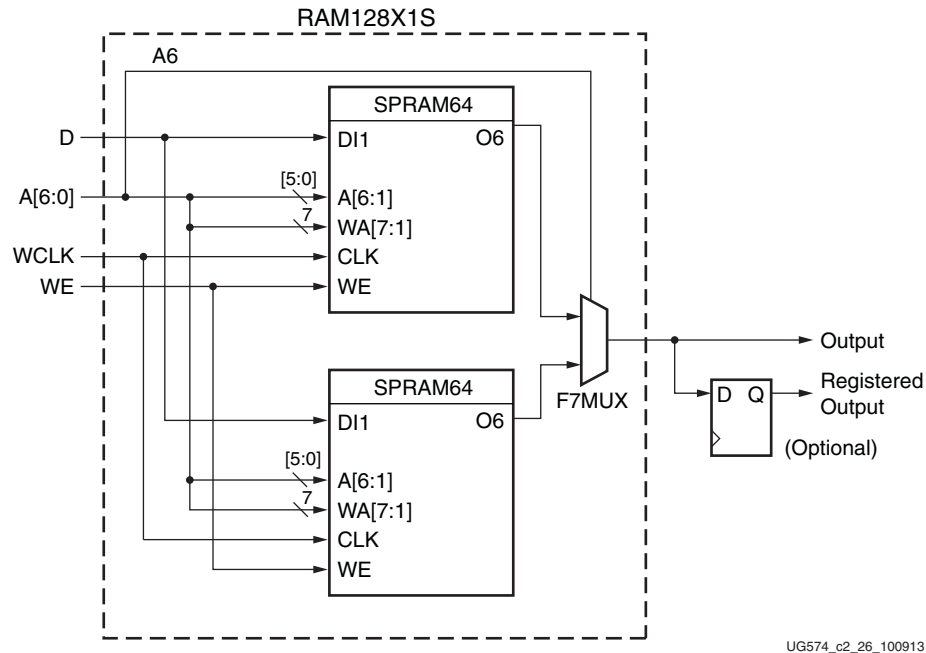 RAM128X1S
A6
SPRAM64
D
DI1
O6
A[6:0]
[5:0]
A[6:1]
7
WA[7:1]
WCLK
CLK
WE
WE
Output
SPRAM64
F7MUX
D Q
Registered
Output
(Optional)
DI1
O6
[5:0]
A[6:1]
7
WA[7:1]
CLK
WE
UG574_c2_26_100913